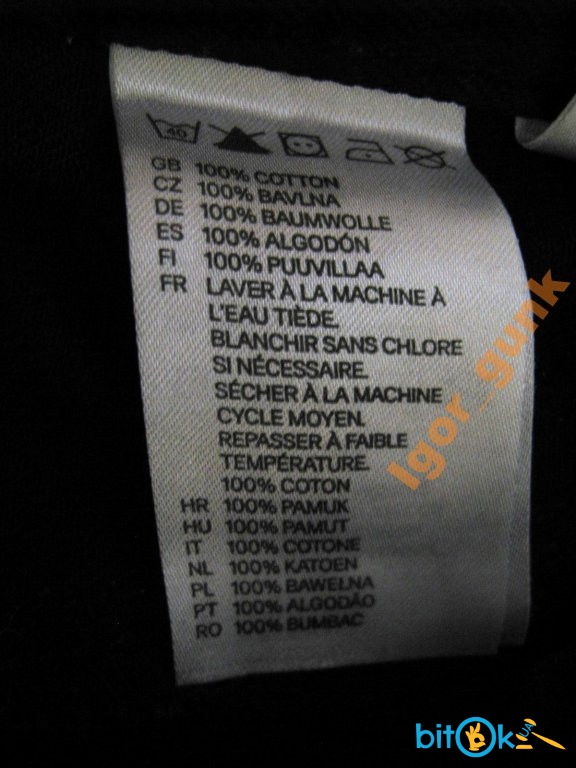 40
GB 100% COTTON
CZ 100% BAVLNA
DE 100% BAUMWOLLE
ES 100% ALGODÓN
FI 100% PUUVILLAA
FR LAVER À LA MACHINE À
L'EAU TIÈDE.
BLANCHIR SANS CHLORE
SI NÉCESSAIRE.
SÉCHER À LA MACHINE
CYCLE MOYEN.
REPASSER À FAIBLE
TEMPÉRATURE.
100% COTON
HR 100% PAMUK
HU 100% PAMUT
IT 100% COTONE
NL 100% KATOEN
PL 100% BAWEŁNA
PT 100% ALGODÃO
RO 100% BUMBAC
Igor_gunk
bitOk UA